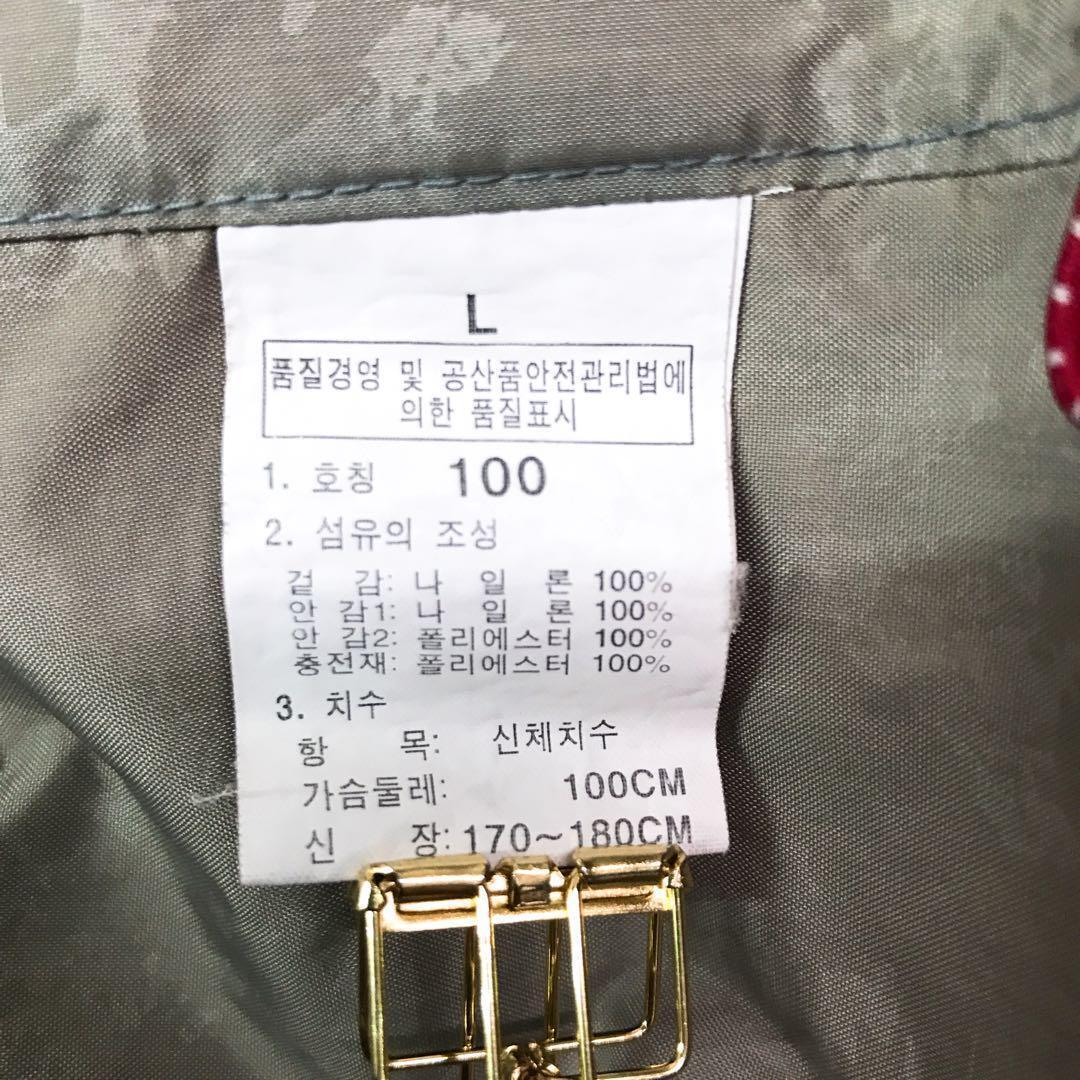 L
품질경영 및 공산품안전관리법에
의한 품질표시
1. 호칭 100
2. 섬유의 조성
겉 감: 나 일 론 100%
안 감1: 나 일 론 100%
안 감2: 폴리에스터 100%
충전재: 폴리에스터 100%
3. 치수
항 목: 신체치수
가슴둘레: 100CM
신 장: 170~180CM